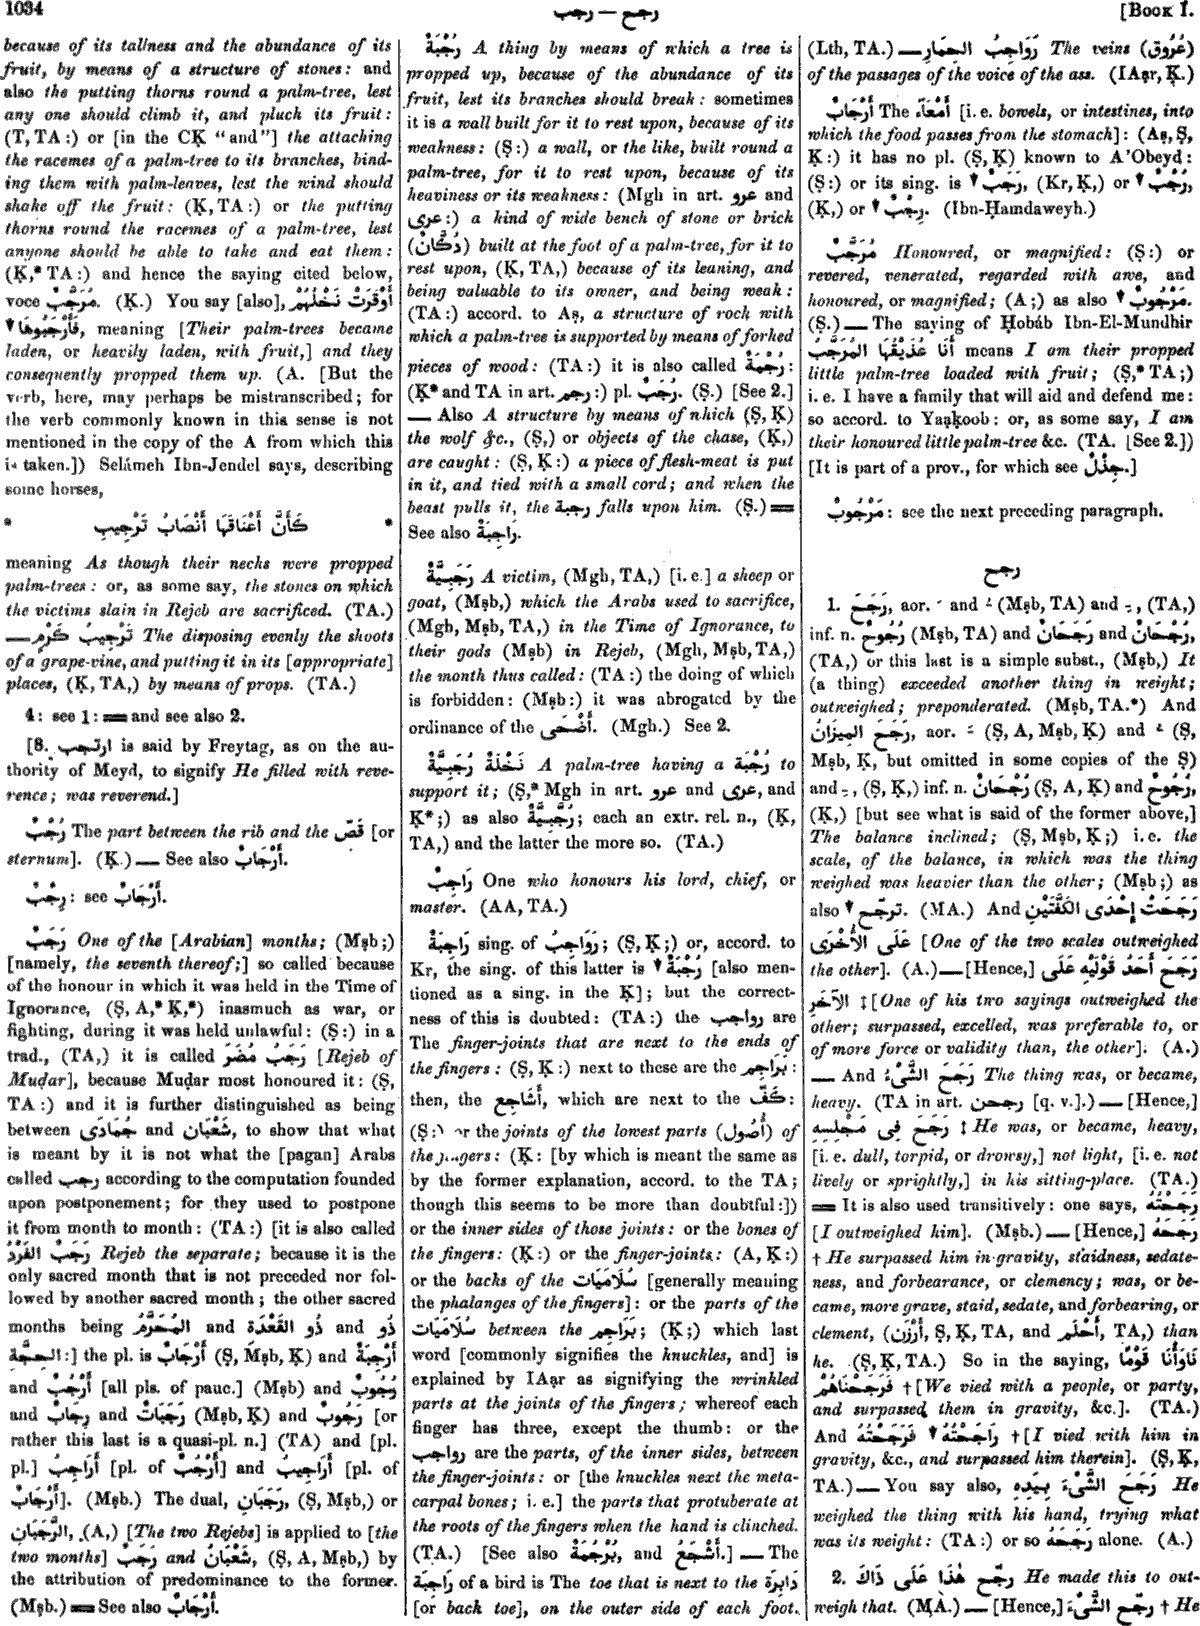 1034
رجع — رجب
[Book I.
because of its tallness and the abundance of its
fruit, by means of a structure of stones: and
also the putting thorns round a palm-tree, lest
any one should climb it, and pluck its fruit:
(T, TA:) or [in the CḲ "and"] the attaching
the racemes of a palm-tree to its branches, bind-
ing them with palm-leaves, lest the wind should
shake off the fruit: (Ḳ, TA:) or the putting
thorns round the racemes of a palm-tree, lest
anyone should be able to take and eat them:
(Ḳ,* TA:) and hence the saying cited below,
voce مُرَجَّبٌ. (Ḳ.) You say [also], أَوْقَرَتْ نَخْلُهُمْ
فَأَرْجَبُوهَا ▼, meaning [Their palm-trees became
laden, or heavily laden, with fruit,] and they
consequently propped them up. (A. [But the
verb, here, may perhaps be mistranscribed; for
the verb commonly known in this sense is not
mentioned in the copy of the A from which this
is taken.]) Selámeh Ibn-Jendel says, describing
some horses,
* كَأَنَّ أَعْنَاقَهَا أَنْصَابُ تَرْجِيبِ *
meaning As though their necks were propped
palm-trees: or, as some say, the stones on which
the victims slain in Rejeb are sacrificed. (TA.)
— تَرْجِيبُ كَرْمٍ The disposing evenly the shoots
of a grape-vine, and putting it in its [appropriate]
places, (Ḳ, TA,) by means of props. (TA.)
4: see 1: == and see also 2.
[8. ارتجب is said by Freytag, as on the au-
thority of Meyd, to signify He filled with reve-
rence; was reverend.]
رُجْبٌ The part between the rib and the قَصّ [or
sternum]. (Ḳ.) — See also أَرْجَابٌ.
رِجْبٌ: see أَرْجَابٌ.
رَجَبٌ One of the [Arabian] months; (Mṣb;)
[namely, the seventh thereof;] so called because
of the honour in which it was held in the Time of
Ignorance, (Ṣ, A,* Ḳ,*) inasmuch as war, or
fighting, during it was held unlawful: (Ṣ:) in a
trad., (TA,) it is called رَجَبُ مُضَرَ [Rejeb of
Muḍar], because Muḍar most honoured it: (Ṣ,
TA:) and it is further distinguished as being
between جُمَادَى and شَعْبَان, to show that what
is meant by it is not what the [pagan] Arabs
called رجب according to the computation founded
upon postponement; for they used to postpone
it from month to month: (TA:) [it is also called
رَجَبٌ الفَرْدُ Rejeb the separate; because it is the
only sacred month that is not preceded nor fol-
lowed by another sacred month; the other sacred
months being المُحَرَّم and ذُو القَعْدَة and ذُو
الحِجَّة:] the pl. is أَرْجَابٌ (Ṣ, Mṣb, Ḳ) and أَرْجِبَةٌ
and أَرْجُبٌ [all pls. of pauc.] (Mṣb) and رُجُوبٌ
and رِجَابٌ and رَجَبَاتٌ (Mṣb, Ḳ) and رَجُوبٌ [or
rather this last is a quasi-pl. n.] (TA) and [pl.
pl.] أَرَاجِبُ [pl. of أَرْجُبٌ] and أَرَاجِيبُ [pl. of
أَرْجَابٌ]. (Mṣb.) The dual, رَجَبَانِ, (Ṣ, Mṣb,) or
الرَّجَبَانِ, (A,) [The two Rejebs] is applied to [the
two months] رَجَبٌ and شَعْبَانُ, (Ṣ, A, Mṣb,) by
the attribution of predominance to the former.
(Mṣb.) == See also أَرْجَابٌ.
رُجْبَةٌ A thing by means of which a tree is
propped up, because of the abundance of its
fruit, lest its branches should break: sometimes
it is a wall built for it to rest upon, because of its
weakness: (Ṣ:) a wall, or the like, built round a
palm-tree, for it to rest upon, because of its
heaviness or its weakness: (Mgh in art. عرو and
عرى:) a kind of wide bench of stone or brick
(دُكَّان) built at the foot of a palm-tree, for it to
rest upon, (Ḳ, TA,) because of its leaning, and
being valuable to its owner, and being weak:
(TA:) accord. to Aṣ, a structure of rock with
which a palm-tree is supported by means of forked
pieces of wood: (TA:) it is also called رُجْمَةٌ:
(Ḳ* and TA in art. رجم:) pl. رُجَبٌ. (Ṣ.) [See 2.]
— Also A structure by means of which (Ṣ, Ḳ)
the wolf &c., (Ṣ,) or objects of the chase, (Ḳ,)
are caught: (Ṣ, Ḳ:) a piece of flesh-meat is put
in it, and tied with a small cord; and when the
beast pulls it, the رجبة falls upon him. (Ṣ.) ==
See also رَاجِبَةٌ.
رَجَبِيَّةٌ A victim, (Mgh, TA,) [i. e.] a sheep or
goat, (Mṣb,) which the Arabs used to sacrifice,
(Mgh, Mṣb, TA,) in the Time of Ignorance, to
their gods (Mṣb) in Rejeb, (Mgh, Mṣb, TA,)
the month thus called: (TA:) the doing of which
is forbidden: (Mṣb:) it was abrogated by the
ordinance of the أَضْحَى. (Mgh.) See 2.
نَخْلَةٌ رُجَبِيَّةٌ A palm-tree having a رُجْبَة to
support it; (Ṣ,* Mgh in art. عرو and عرى, and
Ḳ*;) as also رُجَّبِيَّةٌ; each an extr. rel. n., (Ḳ,
TA,) and the latter the more so. (TA.)
رَاجِبٌ One who honours his lord, chief, or
master. (AA, TA.)
رَاجِبَةٌ sing. of رَوَاجِبُ; (Ṣ, Ḳ;) or, accord. to
Kr, the sing. of this latter is ▼ رُجْبَةٌ [also men-
tioned as a sing. in the Ḳ]; but the correct-
ness of this is doubted: (TA:) the رواجب are
The finger-joints that are next to the ends of
the fingers: (Ṣ, Ḳ:) next to these are the بَرَاجِم:
then, the أَشَاجِع, which are next to the كَفّ:
(Ṣ:) or the joints of the lowest parts (أُصُول) of
the fingers: (Ḳ: [by which is meant the same as
by the former explanation, accord. to the TA;
though this seems to be more than doubtful:])
or the inner sides of those joints: or the bones of
the fingers: (Ḳ:) or the finger-joints: (A, Ḳ:)
or the backs of the سُلَامَيَات [generally meaning
the phalanges of the fingers]: or the parts of the
سُلَامَيَات between the بَرَاجِم; (Ḳ;) which last
word [commonly signifies the knuckles, and] is
explained by IAạr as signifying the wrinkled
parts at the joints of the fingers; whereof each
finger has three, except the thumb: or the
رواجب are the parts, of the inner sides, between
the finger-joints: or [the knuckles next the meta-
carpal bones; i. e.] the parts that protuberate at
the roots of the fingers when the hand is clinched.
(TA.) [See also بُرْجُمَةٌ, and أَشْجَعُ.] — The
رَاجِبَة of a bird is The toe that is next to the دَابِرَة
[or back toe], on the outer side of each foot.
(Lth, TA.) — رَوَاجِبُ الحِمَارِ The veins (عُرُوق)
of the passages of the voice of the ass. (IAạr, Ḳ.)
أَرْجَابٌ The أَمْعَآء [i. e. bowels, or intestines, into
which the food passes from the stomach]: (Aṣ, Ṣ,
Ḳ:) it has no pl. (Ṣ, Ḳ) known to A'Obeyd:
(Ṣ:) or its sing. is ▼ رَجَبٌ, (Kr, Ḳ,) or ▼ رُجْبٌ,
(Ḳ,) or ▼ رِجْبٌ. (Ibn-Ḥamdaweyh.)
مُرَجَّبٌ Honoured, or magnified: (Ṣ:) or
revered, venerated, regarded with awe, and
honoured, or magnified; (A;) as also ▼ مَرْجُوبٌ.
(Ṣ.) — The saying of Ḥobáb Ibn-El-Mundhir
أَنَا عُذَيْقُهَا المُرَجَّبُ means I am their propped
little palm-tree loaded with fruit; (Ṣ,* TA;)
i. e. I have a family that will aid and defend me:
so accord. to Yaạḳoob: or, as some say, I am
their honoured little palm-tree &c. (TA. [See 2.])
[It is part of a prov., for which see جِذْلٌ.]
مَرْجُوبٌ: see the next preceding paragraph.
رجح
1. رَجَحَ, aor. ـَ and ـُ (Mṣb, TA) and ـِ, (TA,)
inf. n. رُجُوحٌ (Mṣb, TA) and رَجَحَانٌ and رُجْحَانٌ,
(TA,) or this last is a simple subst., (Mṣb,) It
(a thing) exceeded another thing in weight;
outweighed; preponderated. (Mṣb, TA.*) And
رَجَحَ المِيزَانُ, aor. ـَ (Ṣ, A, Mṣb, Ḳ) and ـُ (Ṣ,
Mṣb, Ḳ, but omitted in some copies of the Ṣ)
and ـِ, (Ṣ, Ḳ,) inf. n. رُجْحَانٌ (Ṣ, A, Ḳ) and رُجُوحٌ,
(Ḳ,) [but see what is said of the former above,]
The balance inclined; (Ṣ, Mṣb, Ḳ;) i. e. the
scale, of the balance, in which was the thing
weighed was heavier than the other; (Mṣb;) as
also ▼ ترجّح. (MA.) And رَجَحَتْ إِحْدَى الكَفَّتَيْنِ
عَلَى الأُخْرَى [One of the two scales outweighed
the other]. (A.) — [Hence,] رَجَحَ أَحَدُ قَوْلَيْهِ عَلَى
الآخَرِ ‡ [One of his two sayings outweighed the
other; surpassed, excelled, was preferable to, or
of more force or validity than, the other]. (A.)
— And رَجَحَ الشَّىْءُ The thing was, or became,
heavy. (TA in art. رجحن [q. v.].) — [Hence,]
رَجَحَ فِى مَجْلِسِهِ ‡ He was, or became, heavy,
[i. e. dull, torpid, or drowsy,] not light, [i. e. not
lively or sprightly,] in his sitting-place. (TA.)
== It is also used transitively: one says, رَجَحْتُهُ
[I outweighed him]. (Mṣb.) — [Hence,] رَجَحَهُ
† He surpassed him in gravity, staidness, sedate-
ness, and forbearance, or clemency; was, or be-
came, more grave, staid, sedate, and forbearing, or
clement, (أَرْزَن, Ṣ, Ḳ, TA, and أَحْلَم, TA,) than
he. (Ṣ, Ḳ, TA.) So in the saying, نَاوَأْنَا قَوْمًا
فَرَجَحْنَاهُمْ † [We vied with a people, or party,
and surpassed them in gravity, &c.]. (TA.)
And رَاجَحْتُهُ ▼ فَرَجَحْتُهُ † [I vied with him in
gravity, &c., and surpassed him therein]. (Ṣ, Ḳ,
TA.) — You say also, رَجَحَ الشَّىْءَ بِيَدِهِ He
weighed the thing with his hand, trying what
was its weight: (TA:) or so رَجَحَهُ alone. (A.)
2. رجّح هٰذَا عَلَى ذَاكَ He made this to out-
weigh that. (MA.) — [Hence,] رجّح الشَّىْءَ † He